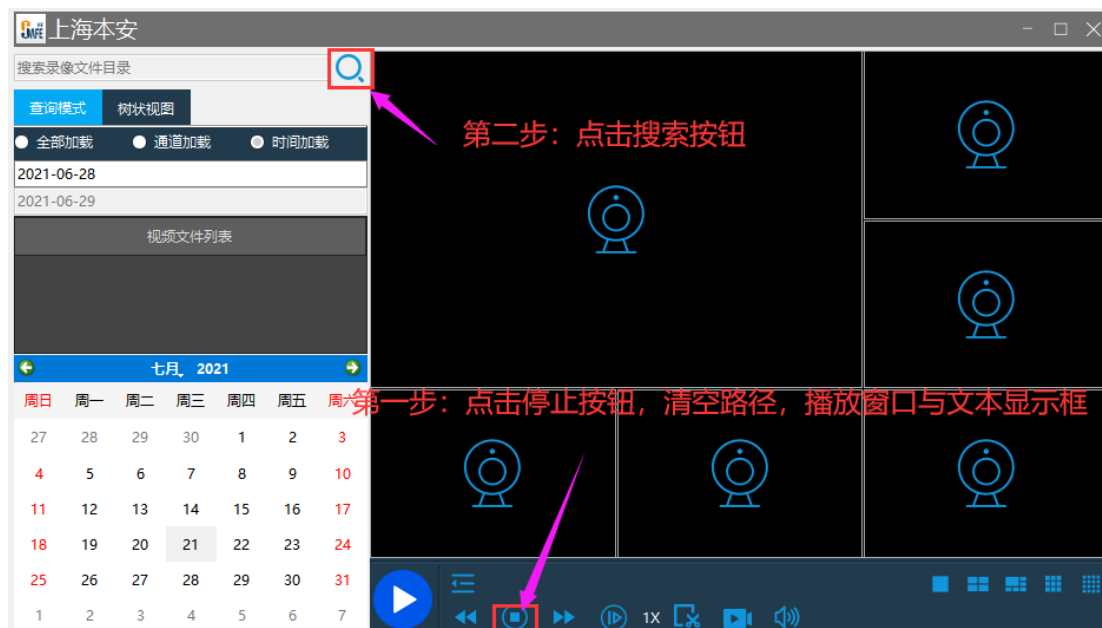 SAFE 上海本安
搜索录像文件目录
查询模式 树状视图
全部加载 通道加载 时间加载
2021-06-28
2021-06-29
视频文件列表
第二步：点击搜索按钮
七月, 2021
周日 周一 周二 周三 周四 周五 周六
27 28 29 30 1 2 3
4 5 6 7 8 9 10
11 12 13 14 15 16 17
18 19 20 21 22 23 24
25 26 27 28 29 30 31
1 2 3 4 5 6 7
第一步：点击停止按钮，清空路径，播放窗口与文本显示框
1X